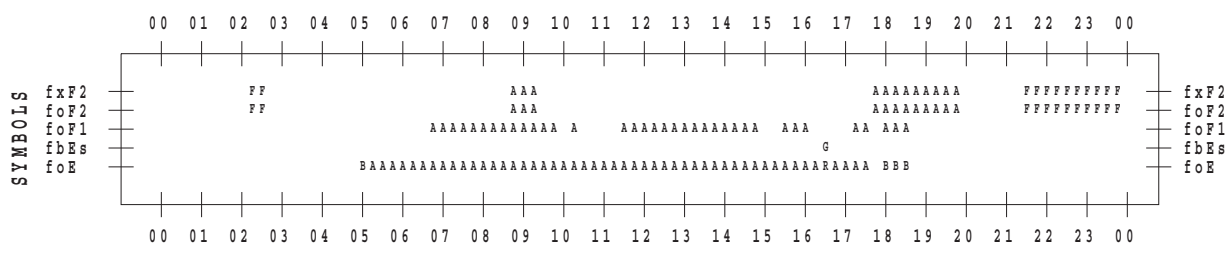 00 01 02 03 04 05 06 07 08 09 10 11 12 13 14 15 16 17 18 19 20 21 22 23 00
SYMBOLS
fxF2 FF AAA AAAAAAAAA FFFFFFFFFF fxF2
foF2 FF AAA AAAAAAAAA FFFFFFFFFF foF2
foF1 AAAAAAAAAAAAA A AAAAAAAAAAAAAA AAA AA AAA foF1
fbEs G fbEs
foE BAAAAAAAAAAAAAAAAAAAAAAAAAAAAAAAAAAAAAAAAAAAAARAAAA BBB foE
00 01 02 03 04 05 06 07 08 09 10 11 12 13 14 15 16 17 18 19 20 21 22 23 00